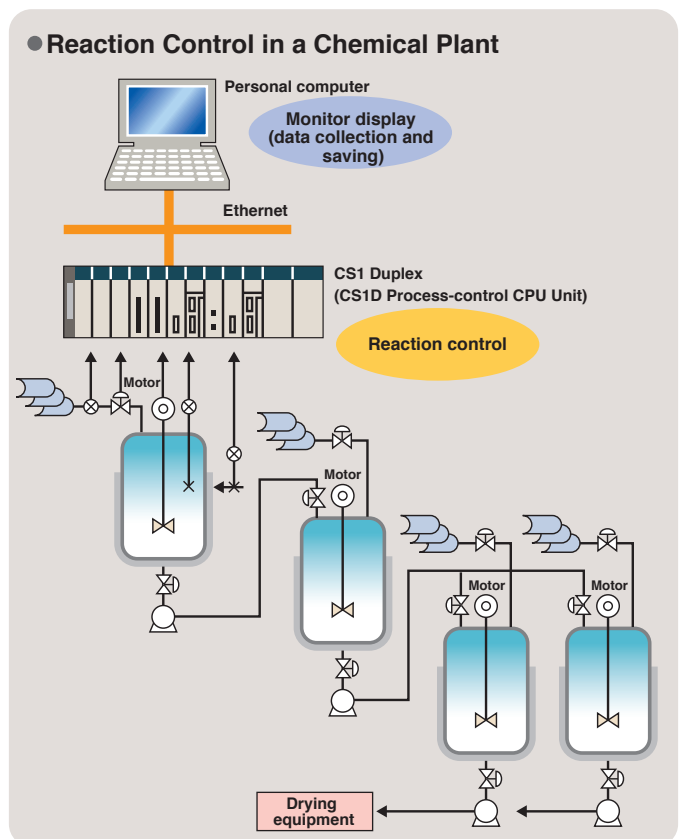 ● Reaction Control in a Chemical Plant
Personal computer
Monitor display
(data collection and
saving)
Ethernet
CS1 Duplex
(CS1D Process-control CPU Unit)
Reaction control
Motor
Motor
Motor
Motor
Drying
equipment